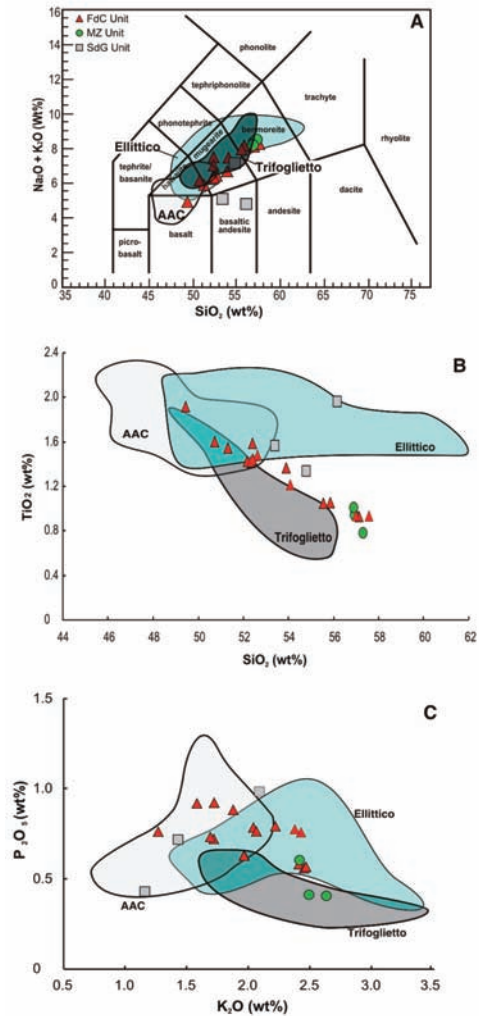 A
FdC Unit
MZ Unit
SdG Unit
phonolite
tephriphonolite
trachyte
phonotephrite
benmoreite
mugearite
rhyolite
Ellittico
Trifoglietto
tephrite/
basanite
dacite
AAC
basalt
basaltic
andesite
andesite
picro-
basalt
Na₂O + K₂O (Wt%)
16
14
12
10
8
6
4
2
0
35 40 45 50 55 60 65 70 75
SiO₂ (wt%)
B
2.4
2.0
1.6
1.2
0.8
0.4
0
TiO₂ (wt%)
AAC
Ellittico
Trifoglietto
44 46 48 50 52 54 56 58 60 62
SiO₂ (wt%)
C
1.5
1.0
0.5
0
P₂O₅ (wt%)
Ellittico
AAC
Trifoglietto
0.5 1.0 1.5 2.0 2.5 3.0 3.5
K₂O (wt%)